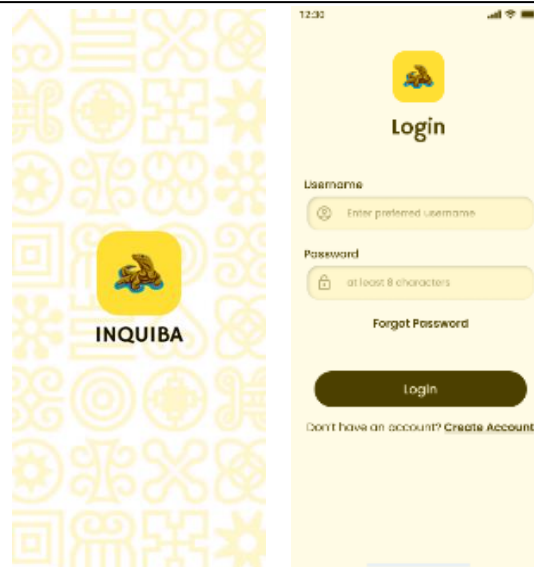 INQUIBA
12:30
Login
Username
Enter preferred username
Password
at least 8 characters
Forgot Password
Login
Don't have an account? Create Account